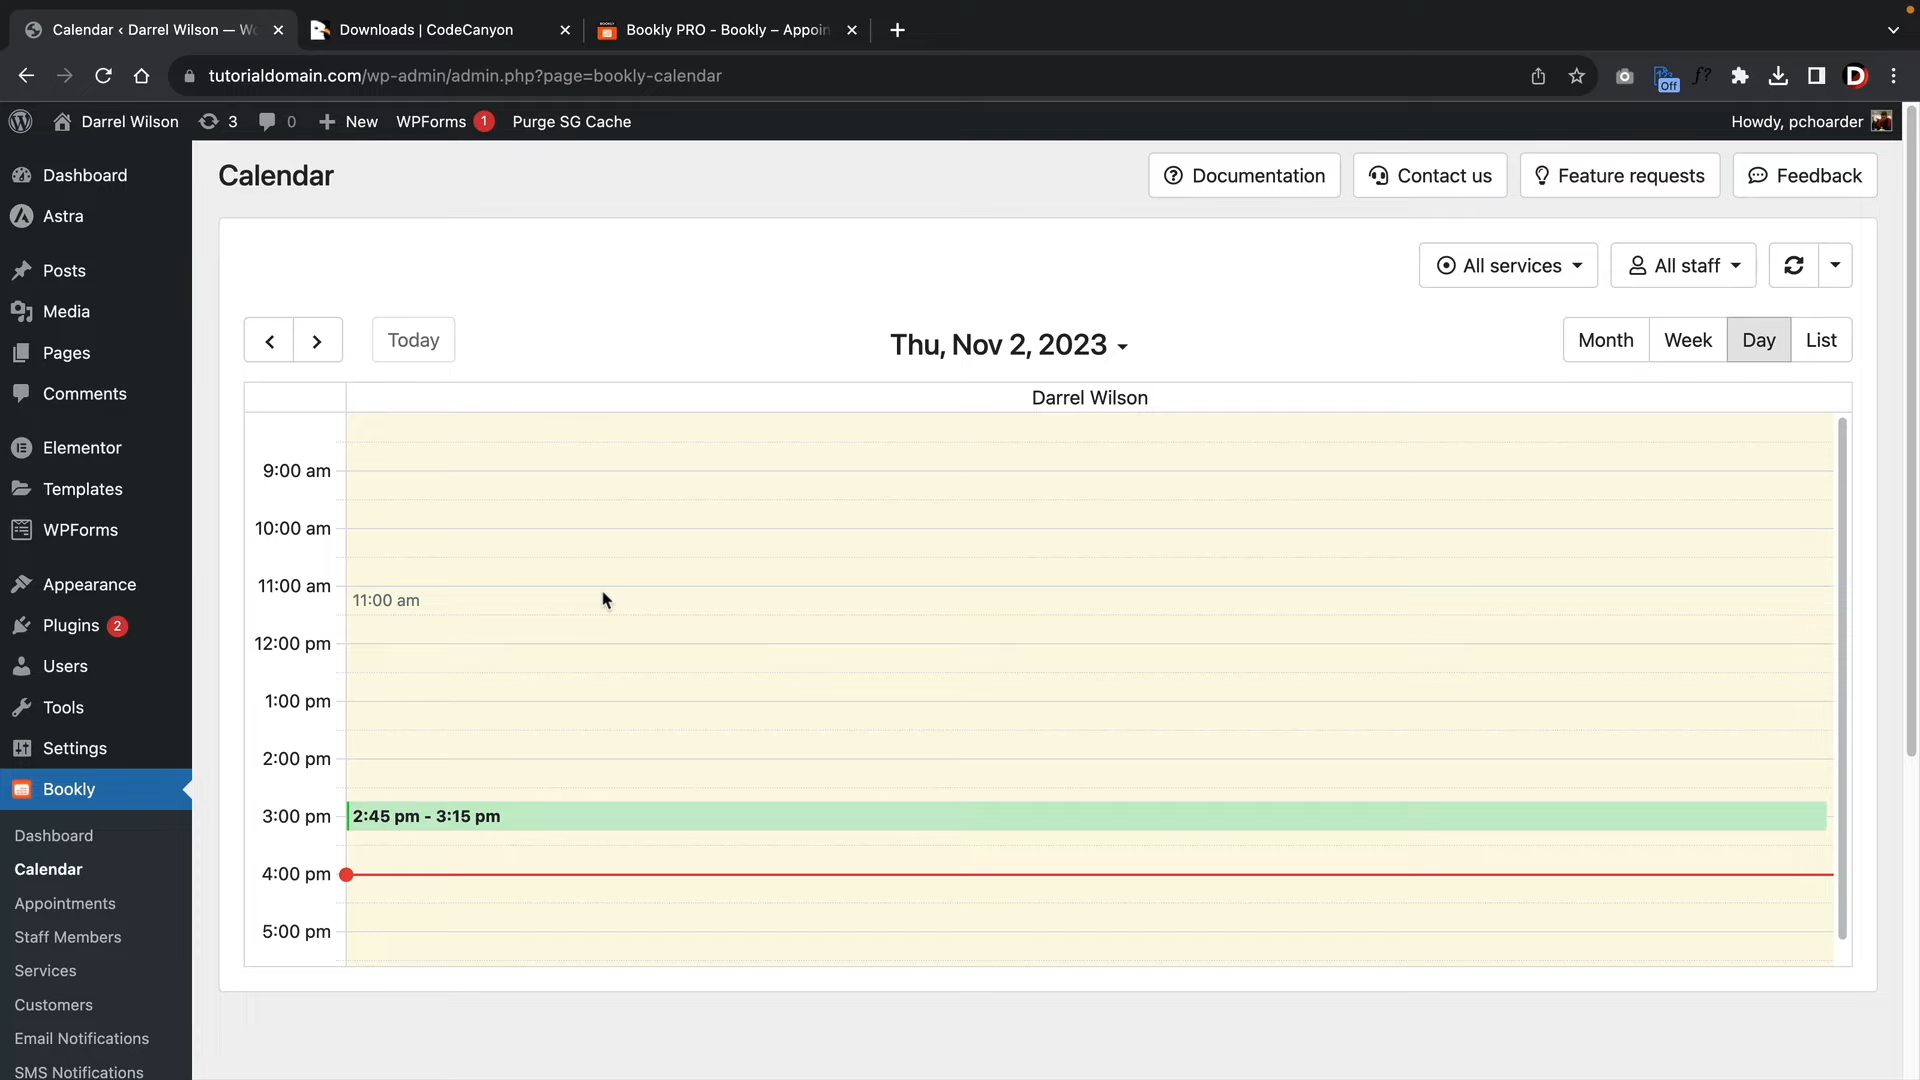 Calendar ‹ Darrel Wilson — Wo
Downloads | CodeCanyon
Bookly PRO - Bookly – Appoin
tutorialdomain.com/wp-admin/admin.php?page=bookly-calendar
Off
f?
D
Darrel Wilson
3
0
New
WPForms 1
Purge SG Cache
Howdy, pchoarder
Dashboard
Astra
Posts
Media
Pages
Comments
Elementor
Templates
WPForms
Appearance
Plugins 2
Users
Tools
Settings
Bookly
Dashboard
Calendar
Appointments
Staff Members
Services
Customers
Email Notifications
SMS Notifications
Calendar
Documentation
Contact us
Feature requests
Feedback
All services
All staff
Today
Thu, Nov 2, 2023
Month
Week
Day
List
Darrel Wilson
9:00 am
10:00 am
11:00 am
11:00 am
12:00 pm
1:00 pm
2:00 pm
3:00 pm
2:45 pm - 3:15 pm
4:00 pm
5:00 pm